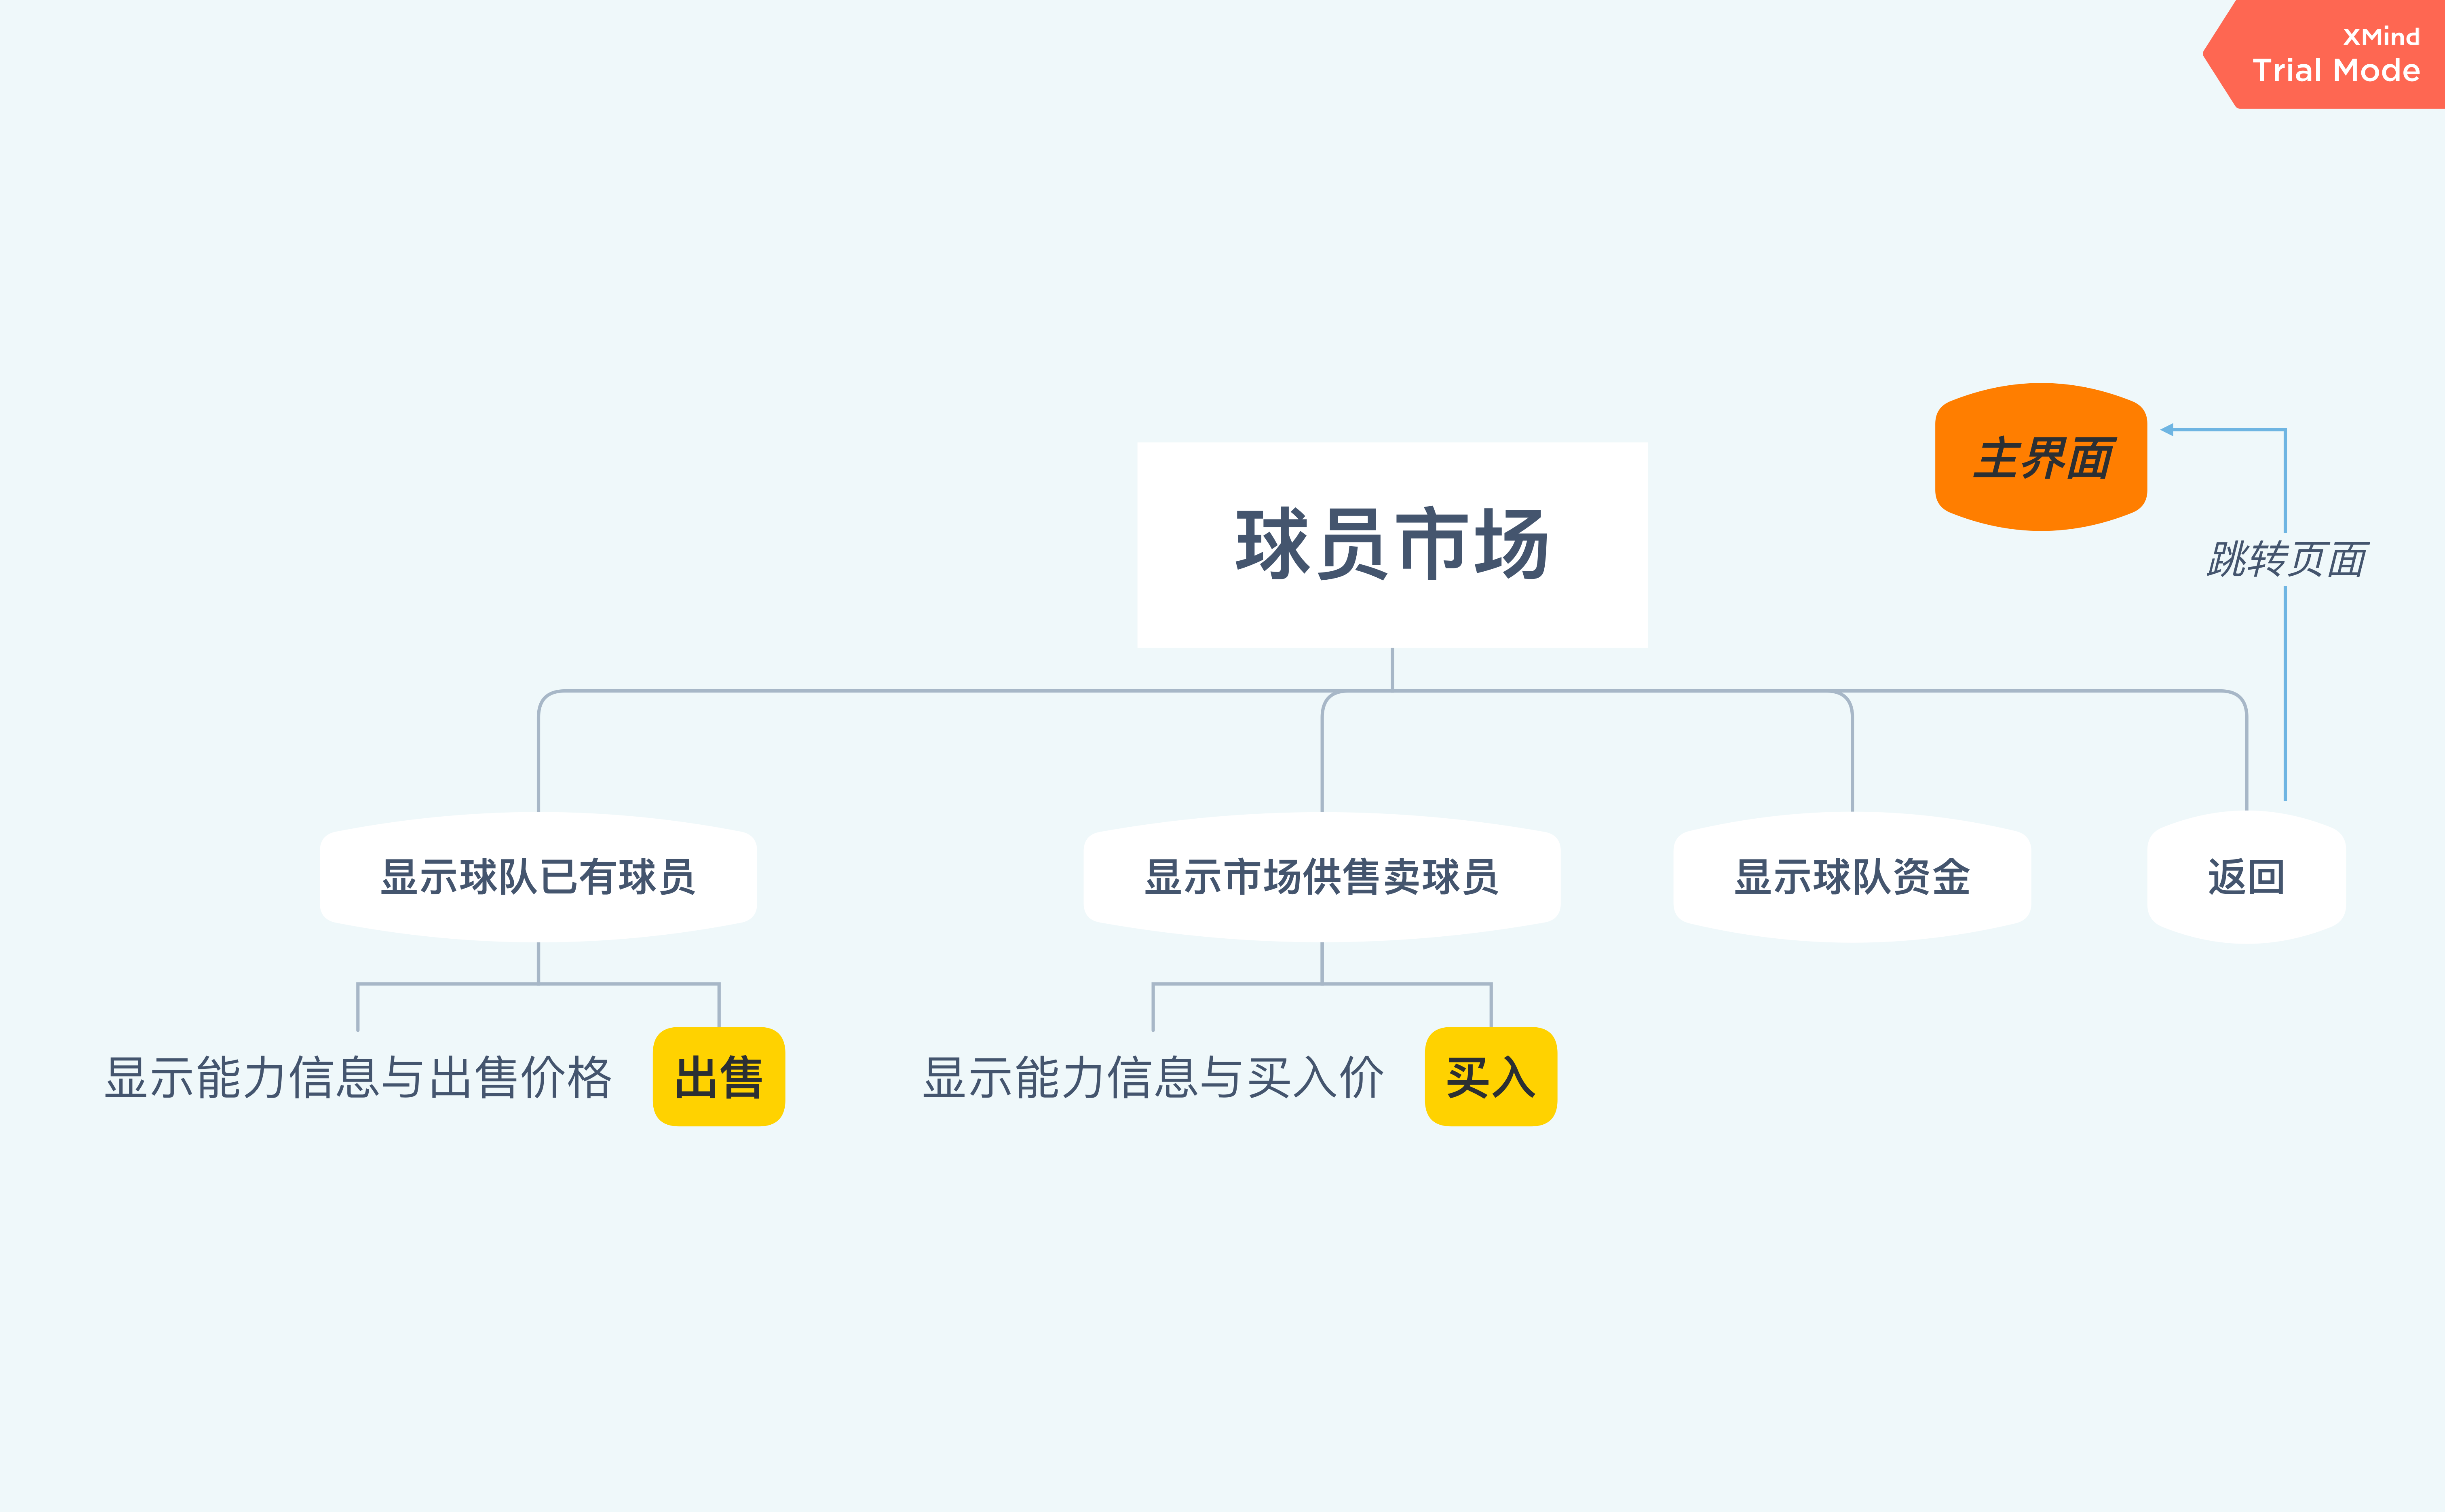 XMind
Trial Mode
主界面
球员市场
跳转页面
显示球队已有球员
显示市场供售卖球员
显示球队资金
返回
显示能力信息与出售价格
出售
显示能力信息与买入价
买入